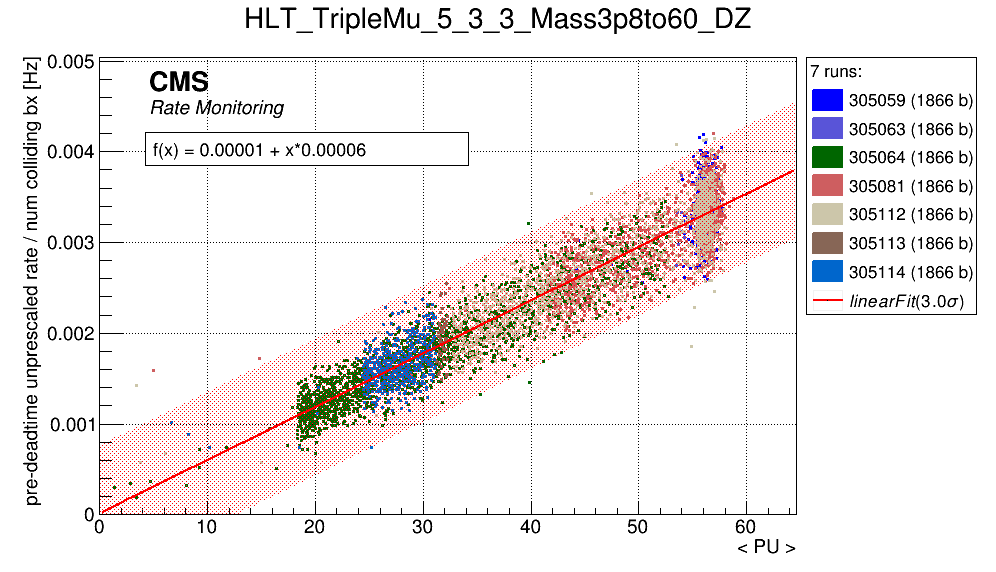 HLT_TripleMu_5_3_3_Mass3p8to60_DZ
pre-deadtime unprescaled rate / num colliding bx [Hz]
0.005
0.004
0.003
0.002
0.001
0
CMS
Rate Monitoring
f(x) = 0.00001 + x*0.00006
0 10 20 30 40 50 60
< PU >
7 runs:
305059 (1866 b)
305063 (1866 b)
305064 (1866 b)
305081 (1866 b)
305112 (1866 b)
305113 (1866 b)
305114 (1866 b)
linearFit(3.0σ)